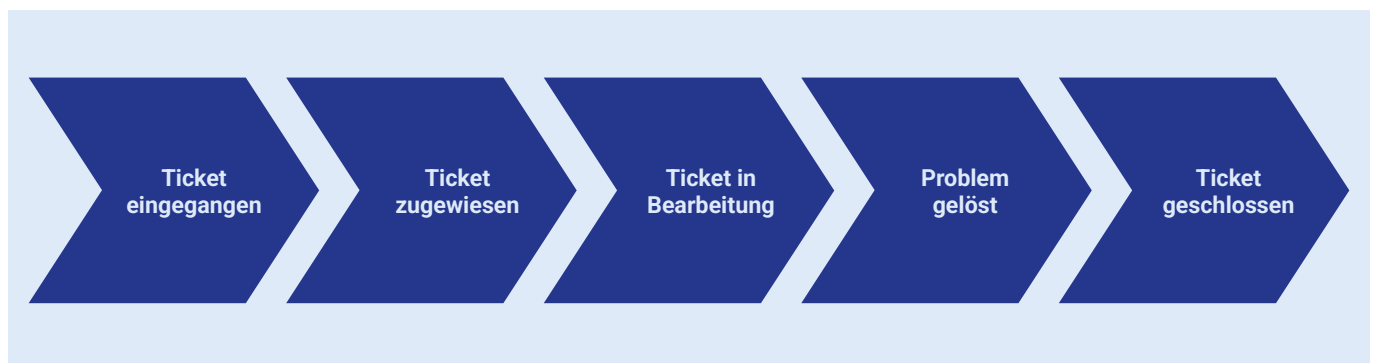 Ticket
eingegangen
Ticket
zugewiesen
Ticket in
Bearbeitung
Problem
gelöst
Ticket
geschlossen